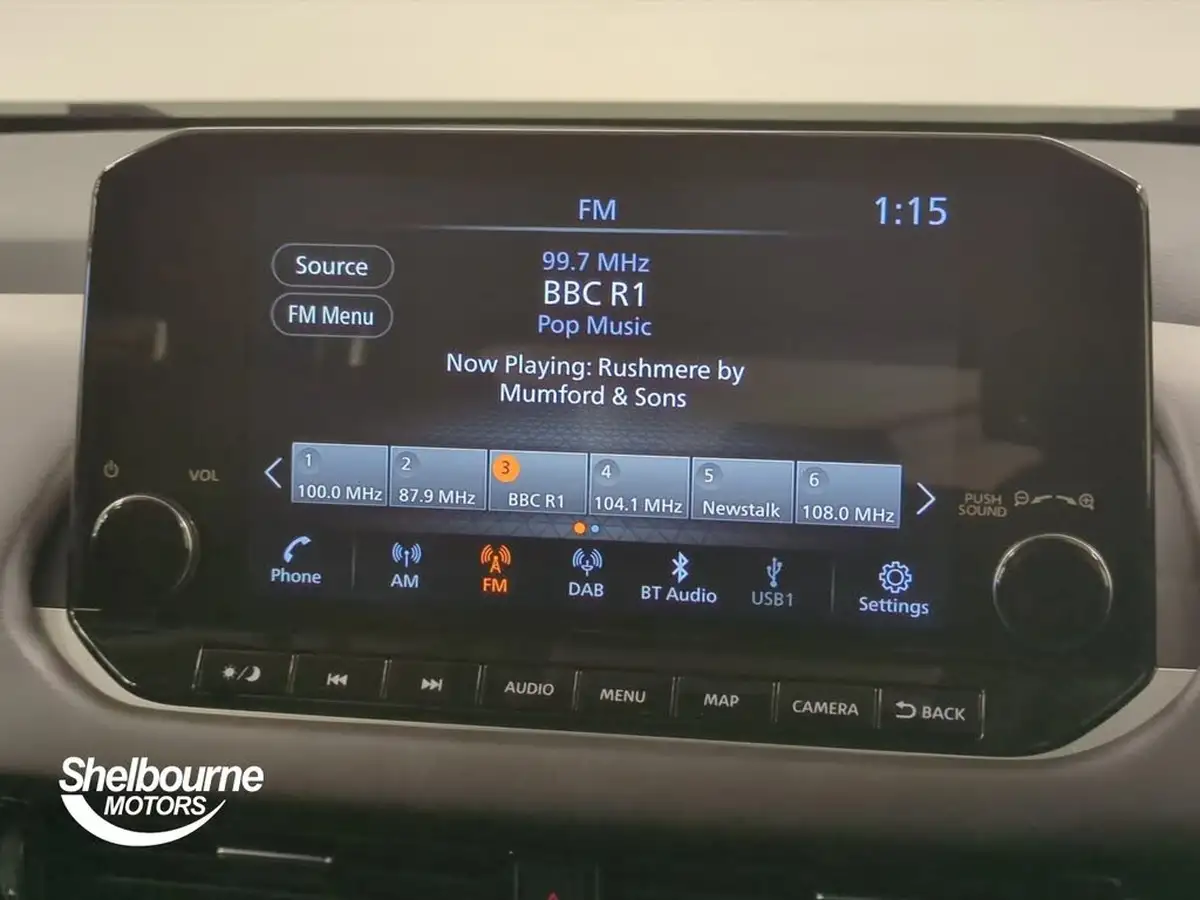 FM
1:15
Source
99.7 MHz
BBC R1
FM Menu
Pop Music
Now Playing: Rushmere by
Mumford & Sons
1
2
3
4
5
6
100.0 MHz
87.9 MHz
BBC R1
104.1 MHz
Newstalk
108.0 MHz
VOL
PUSH
SOUND
Phone
AM
FM
DAB
BT Audio
USB1
Settings
AUDIO
MENU
MAP
CAMERA
BACK
Shelbourne
MOTORS